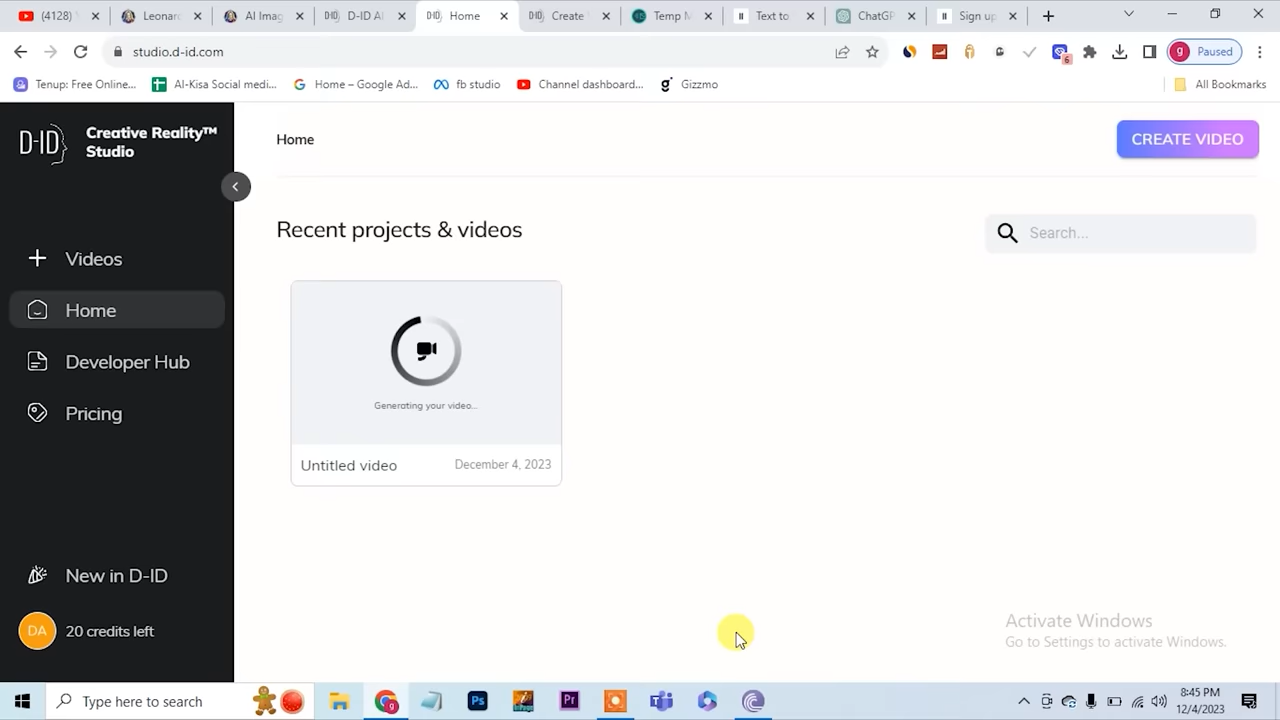 (4128)
Leonar
AI Imag
D-ID AI
Home
Create
Temp M
Text to
ChatGP
Sign up
studio.d-id.com
6
g Paused
Tenup: Free Online...
Al-Kisa Social medi...
Home – Google Ad...
fb studio
Channel dashboard...
Gizzmo
All Bookmarks
D-ID
Creative Reality™
Studio
Home
CREATE VIDEO
Recent projects & videos
Search...
Videos
Home
Developer Hub
Pricing
Generating your video...
Untitled video
December 4, 2023
New in D-ID
DA 20 credits left
Activate Windows
Go to Settings to activate Windows.
Type here to search
Ps
Pr
8:45 PM
12/4/2023